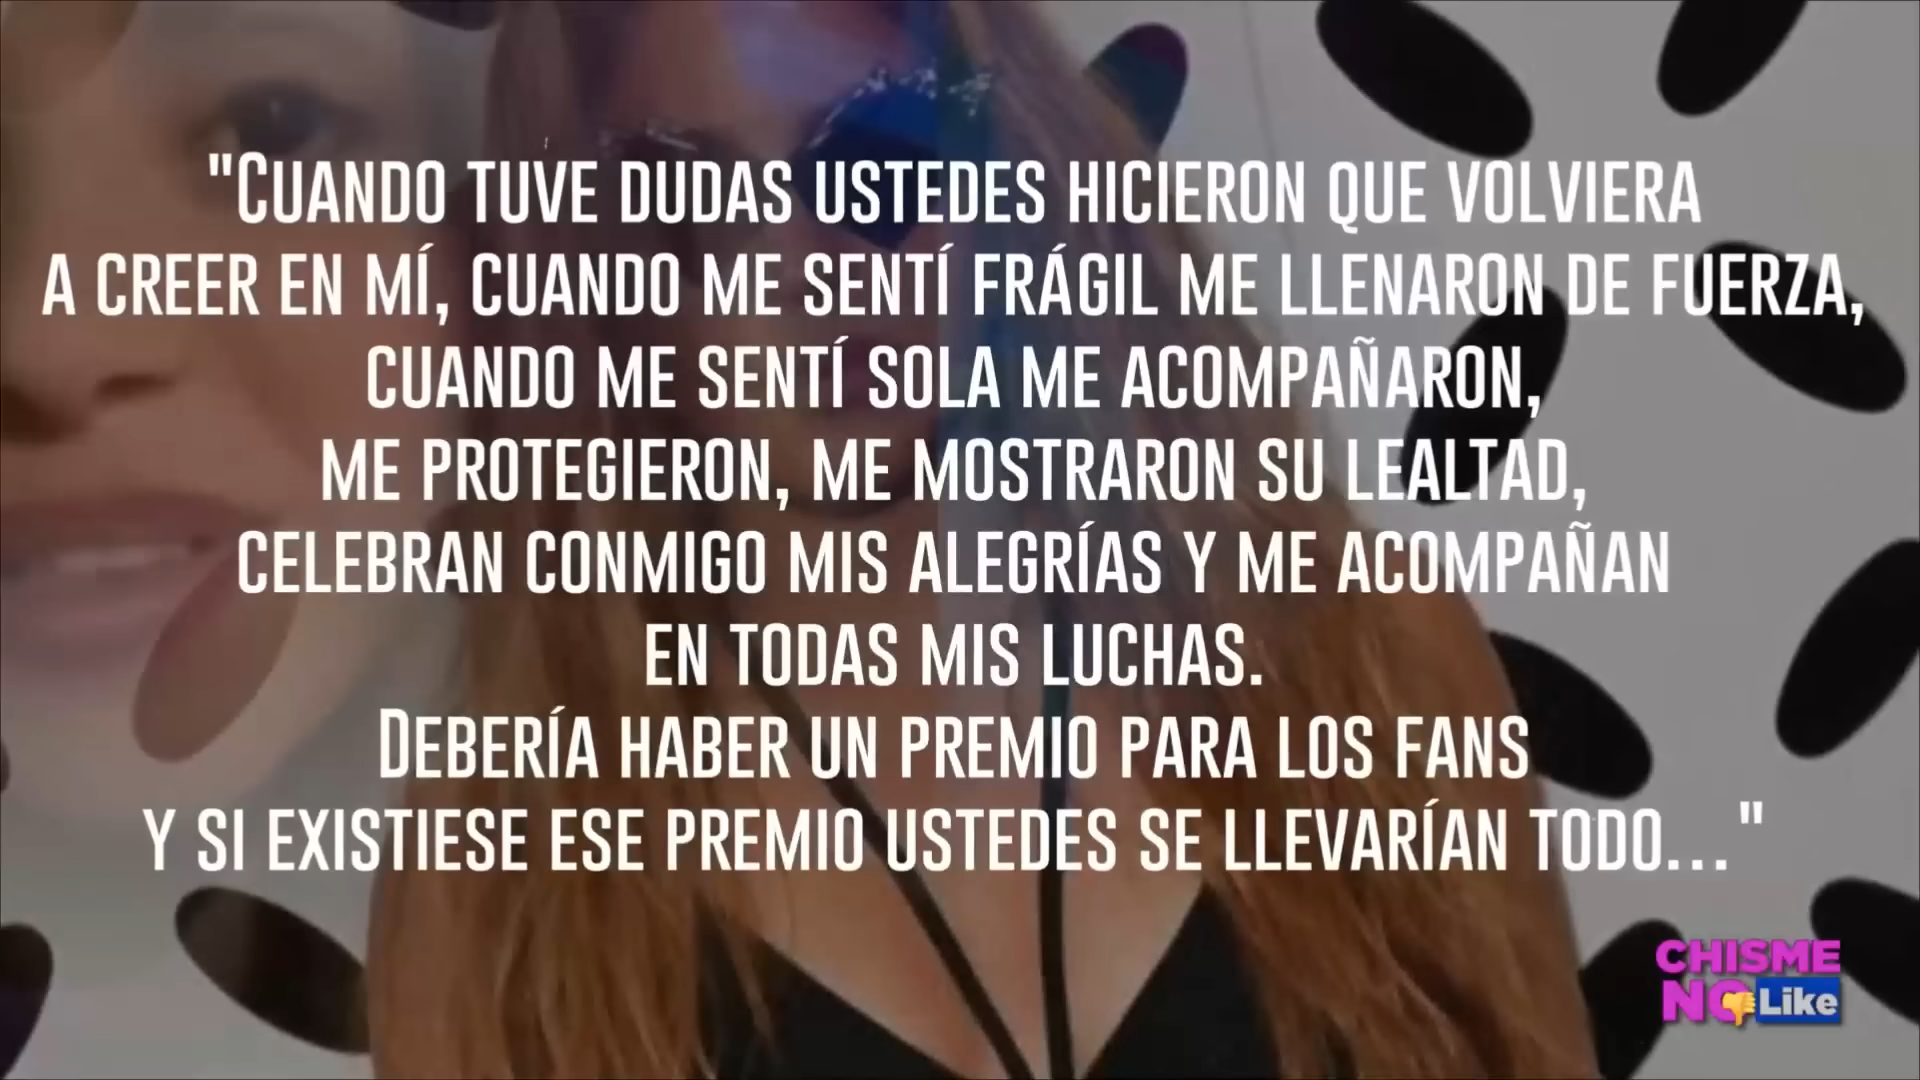 "CUANDO TUVE DUDAS USTEDES HICIERON QUE VOLVIERA
A CREER EN MÍ, CUANDO ME SENTÍ FRÁGIL ME LLENARON DE FUERZA,
CUANDO ME SENTÍ SOLA ME ACOMPAÑARON,
ME PROTEGIERON, ME MOSTRARON SU LEALTAD,
CELEBRAN CONMIGO MIS ALEGRÍAS Y ME ACOMPAÑAN
EN TODAS MIS LUCHAS.
DEBERÍA HABER UN PREMIO PARA LOS FANS
Y SI EXISTIESE ESE PREMIO USTEDES SE LLEVARÍAN TODO..."
CHISME
NO Like